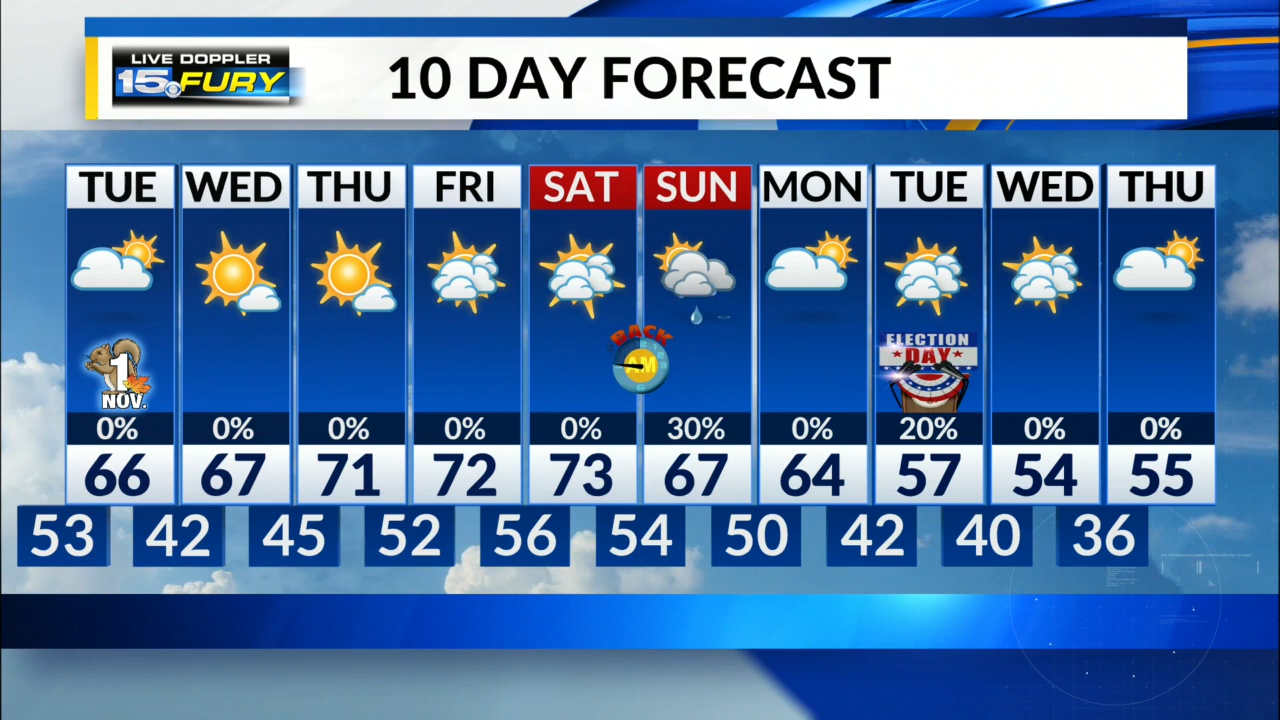 LIVE DOPPLER
15 FURY
10 DAY FORECAST
TUE WED THU FRI SAT SUN MON TUE WED THU
BACK
AM
1
NOV.
ELECTION
DAY
0% 0% 0% 0% 0% 30% 0% 20% 0% 0%
66 67 71 72 73 67 64 57 54 55
53 42 45 52 56 54 50 42 40 36